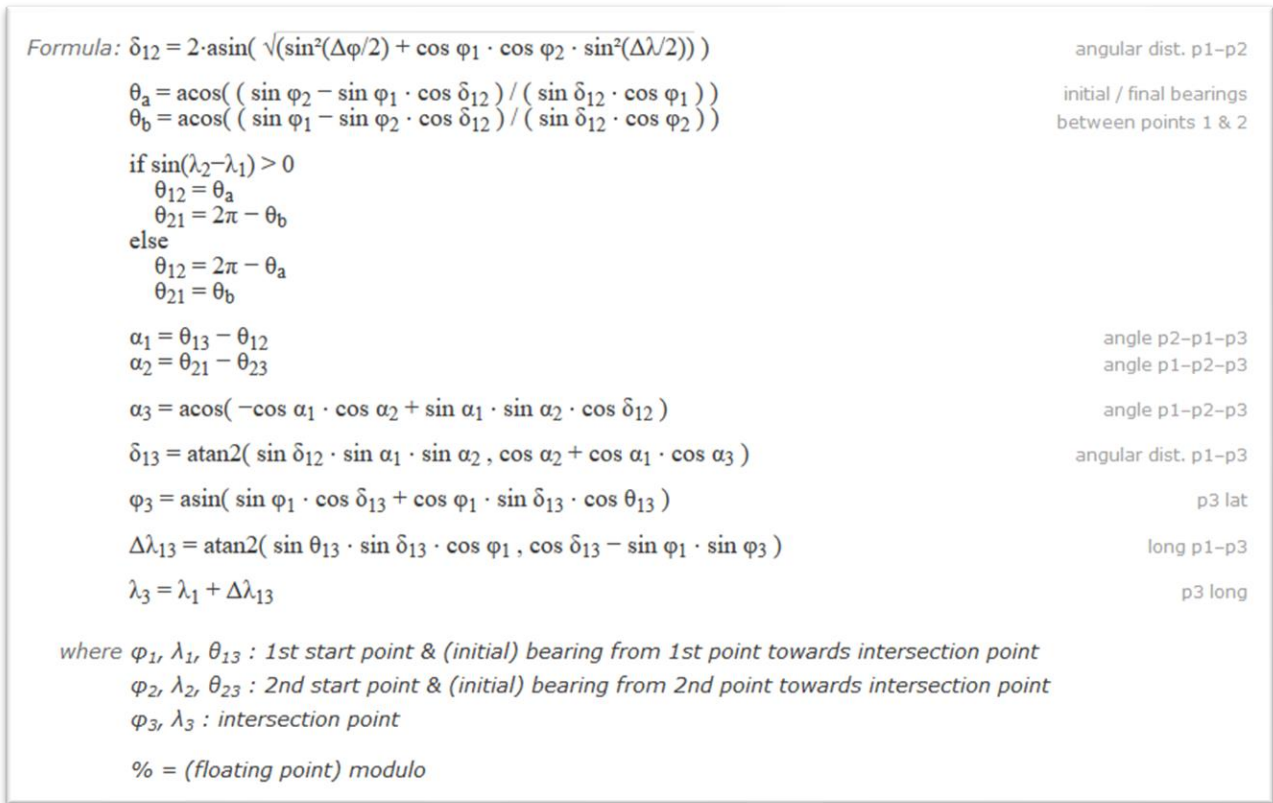 Formula: δ12 = 2·asin( √(sin²(Δφ/2) + cos φ1 · cos φ2 · sin²(Δλ/2)) ) angular dist. p1–p2
θa = acos( ( sin φ2 − sin φ1 · cos δ12 ) / ( sin δ12 · cos φ1 ) ) initial / final bearings
θb = acos( ( sin φ1 − sin φ2 · cos δ12 ) / ( sin δ12 · cos φ2 ) ) between points 1 & 2
if sin(λ2−λ1) > 0
θ12 = θa
θ21 = 2π − θb
else
θ12 = 2π − θa
θ21 = θb
α1 = θ13 − θ12 angle p2–p1–p3
α2 = θ21 − θ23 angle p1–p2–p3
α3 = acos( −cos α1 · cos α2 + sin α1 · sin α2 · cos δ12 ) angle p1–p2–p3
δ13 = atan2( sin δ12 · sin α1 · sin α2 , cos α2 + cos α1 · cos α3 ) angular dist. p1–p3
φ3 = asin( sin φ1 · cos δ13 + cos φ1 · sin δ13 · cos θ13 ) p3 lat
Δλ13 = atan2( sin θ13 · sin δ13 · cos φ1 , cos δ13 − sin φ1 · sin φ3 ) long p1–p3
λ3 = λ1 + Δλ13 p3 long
where φ1, λ1, θ13 : 1st start point & (initial) bearing from 1st point towards intersection point
φ2, λ2, θ23 : 2nd start point & (initial) bearing from 2nd point towards intersection point
φ3, λ3 : intersection point
% = (floating point) modulo